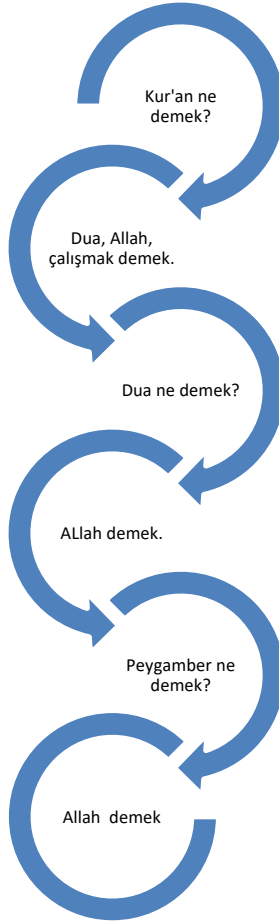 Kur'an ne
demek?
Dua, Allah,
çalışmak demek.
Dua ne demek?
ALlah demek.
Peygamber ne
demek?
Allah  demek